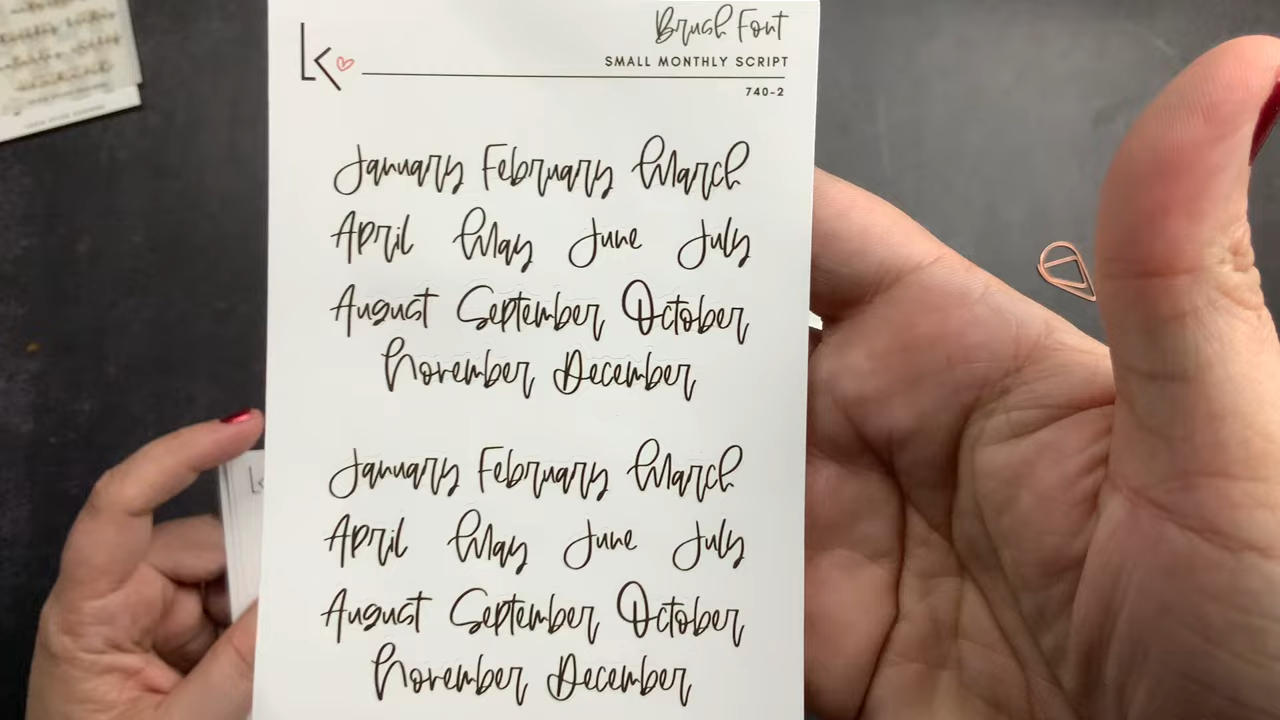 Brush Font
LK
SMALL MONTHLY SCRIPT
740-2
January February March
April May June July
August September October
November December
January February March
April May June July
August September October
November December